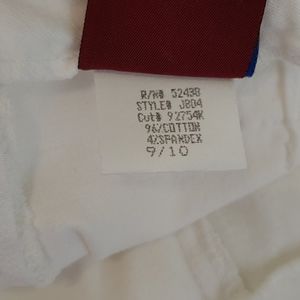 R/N# 52438
STYLE# J804
Cut# 92754K
96%COTTON
4%SPANDEX
9/10